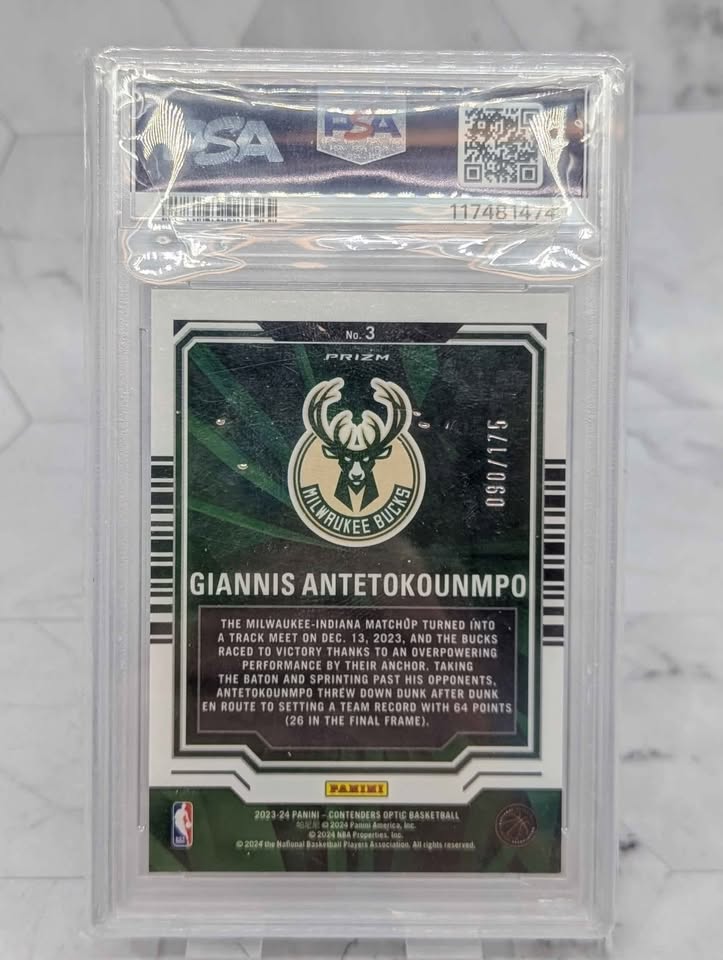 PSA
PSA
117481474
No. 3
PRIZM
MILWAUKEE BUCKS
090/175
GIANNIS ANTETOKOUNMPO
THE MILWAUKEE-INDIANA MATCHUP TURNED INTO
A TRACK MEET ON DEC. 13, 2023, AND THE BUCKS
RACED TO VICTORY THANKS TO AN OVERPOWERING
PERFORMANCE BY THEIR ANCHOR. TAKING
THE BATON AND SPRINTING PAST HIS OPPONENTS,
ANTETOKOUNMPO THREW DOWN DUNK AFTER DUNK
EN ROUTE TO SETTING A TEAM RECORD WITH 64 POINTS
(26 IN THE FINAL FRAME).
PANINI
2023-24 PANINI – CONTENDERS OPTIC BASKETBALL
帕尼尼 © 2024 Panini America, Inc.
© 2024 NBA Properties, Inc.
© 2024 the National Basketball Players Association. All rights reserved.